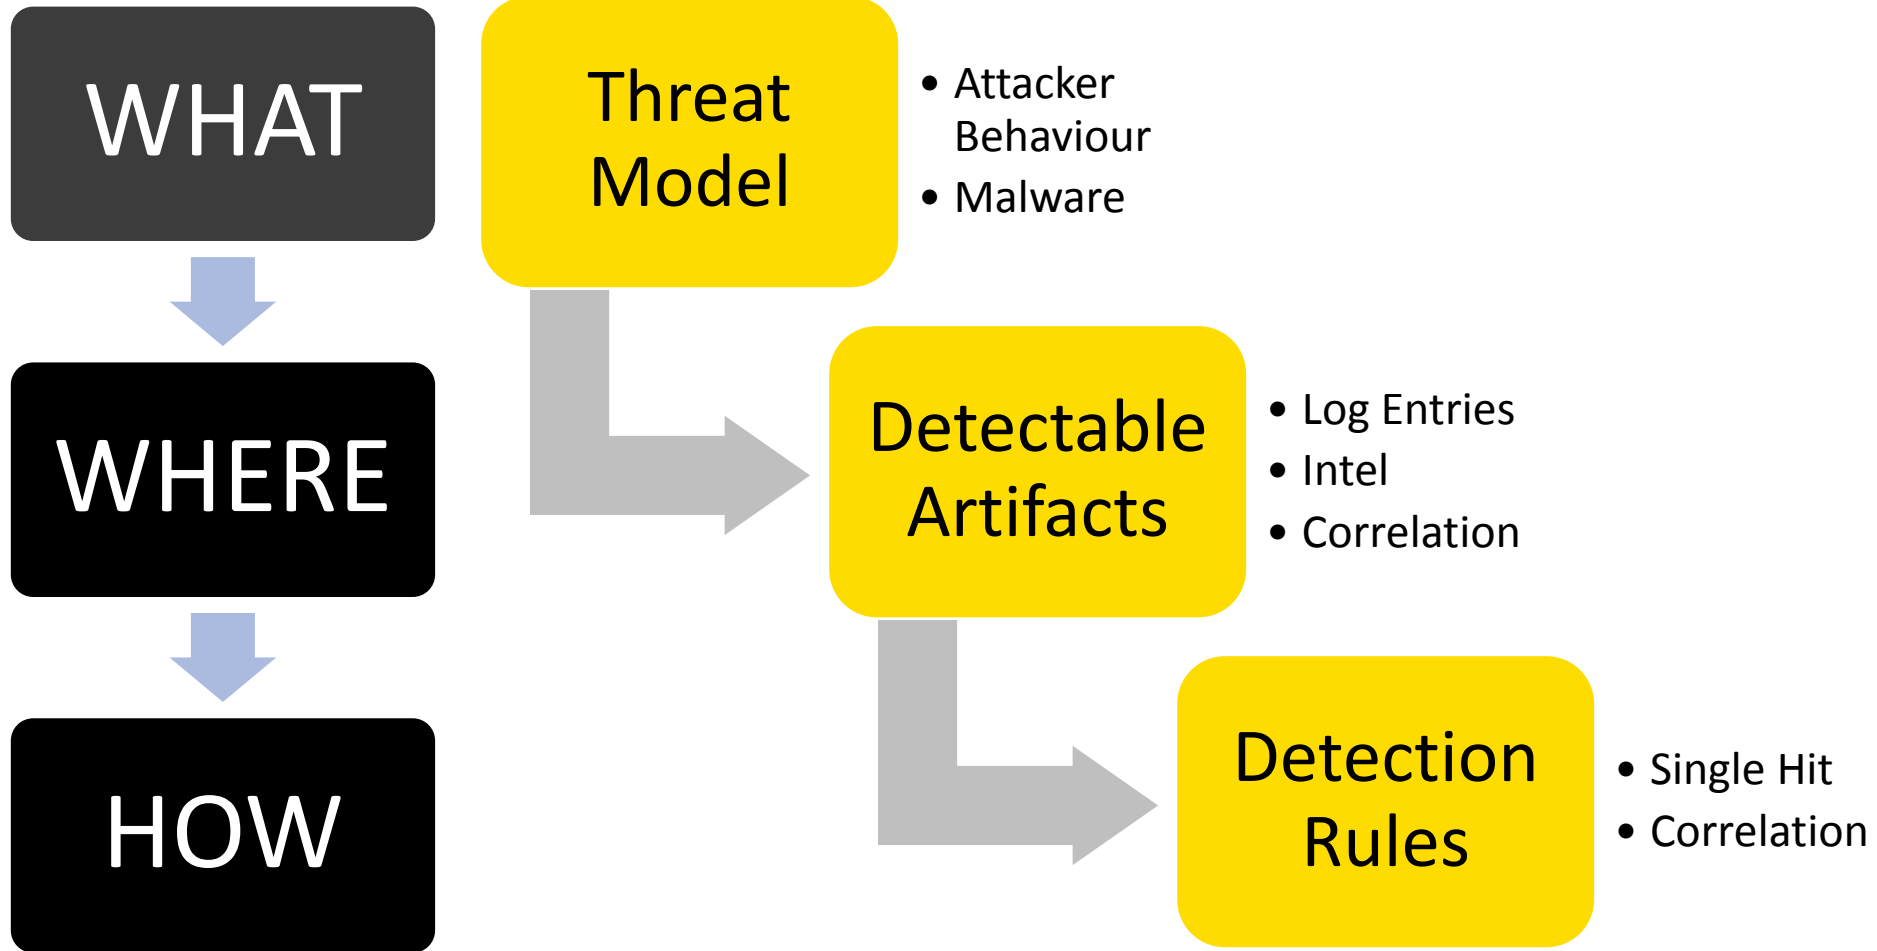 WHAT
Threat
Model
• Attacker
Behaviour
• Malware
WHERE
Detectable
Artifacts
• Log Entries
• Intel
• Correlation
HOW
Detection
Rules
• Single Hit
• Correlation